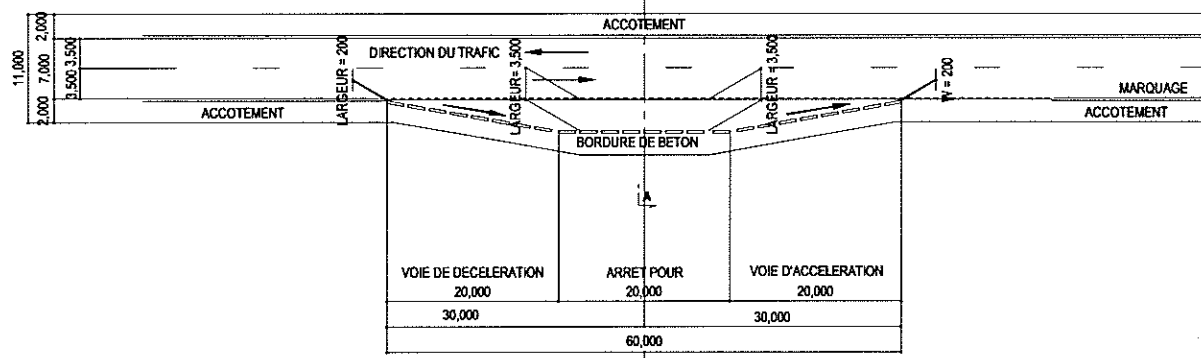 ACCOTEMENT
2,000
DIRECTION DU TRAFIC
11,000
7,000
3,500
3,500
2,000
LARGEUR = 200
LARGEUR = 3,500
LARGEUR = 3,500
W = 200
MARQUAGE
ACCOTEMENT
ACCOTEMENT
BORDURE DE BETON
A
VOIE DE DECELERATION
ARRET POUR
VOIE D'ACCELERATION
20,000
20,000
20,000
30,000
30,000
60,000